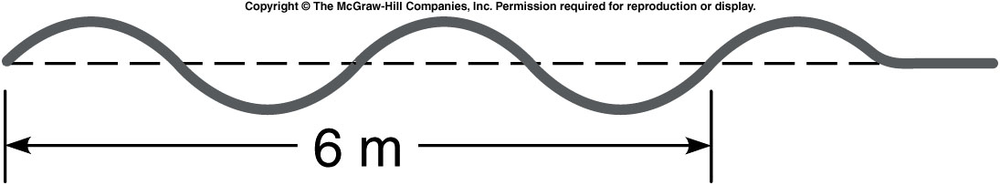 Copyright © The McGraw-Hill Companies, Inc. Permission required for reproduction or display.
6 m